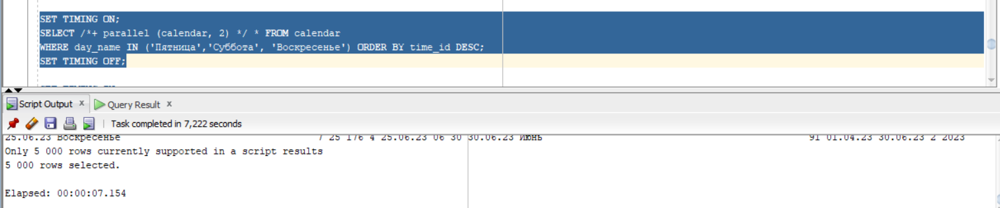 SET TIMING ON;
SELECT /*+ parallel (calendar, 2) */ * FROM calendar
WHERE day_name IN ('Пятница','Суббота', 'Воскресенье') ORDER BY time_id DESC;
SET TIMING OFF;
Script Output x Query Result x
Task completed in 7,222 seconds
25.06.23 Воскресенье 7 25 176 4 25.06.23 06 30 30.06.23 Июнь 91 01.04.23 30.06.23 2 2023
Only 5 000 rows currently supported in a script results
5 000 rows selected.
Elapsed: 00:00:07.154